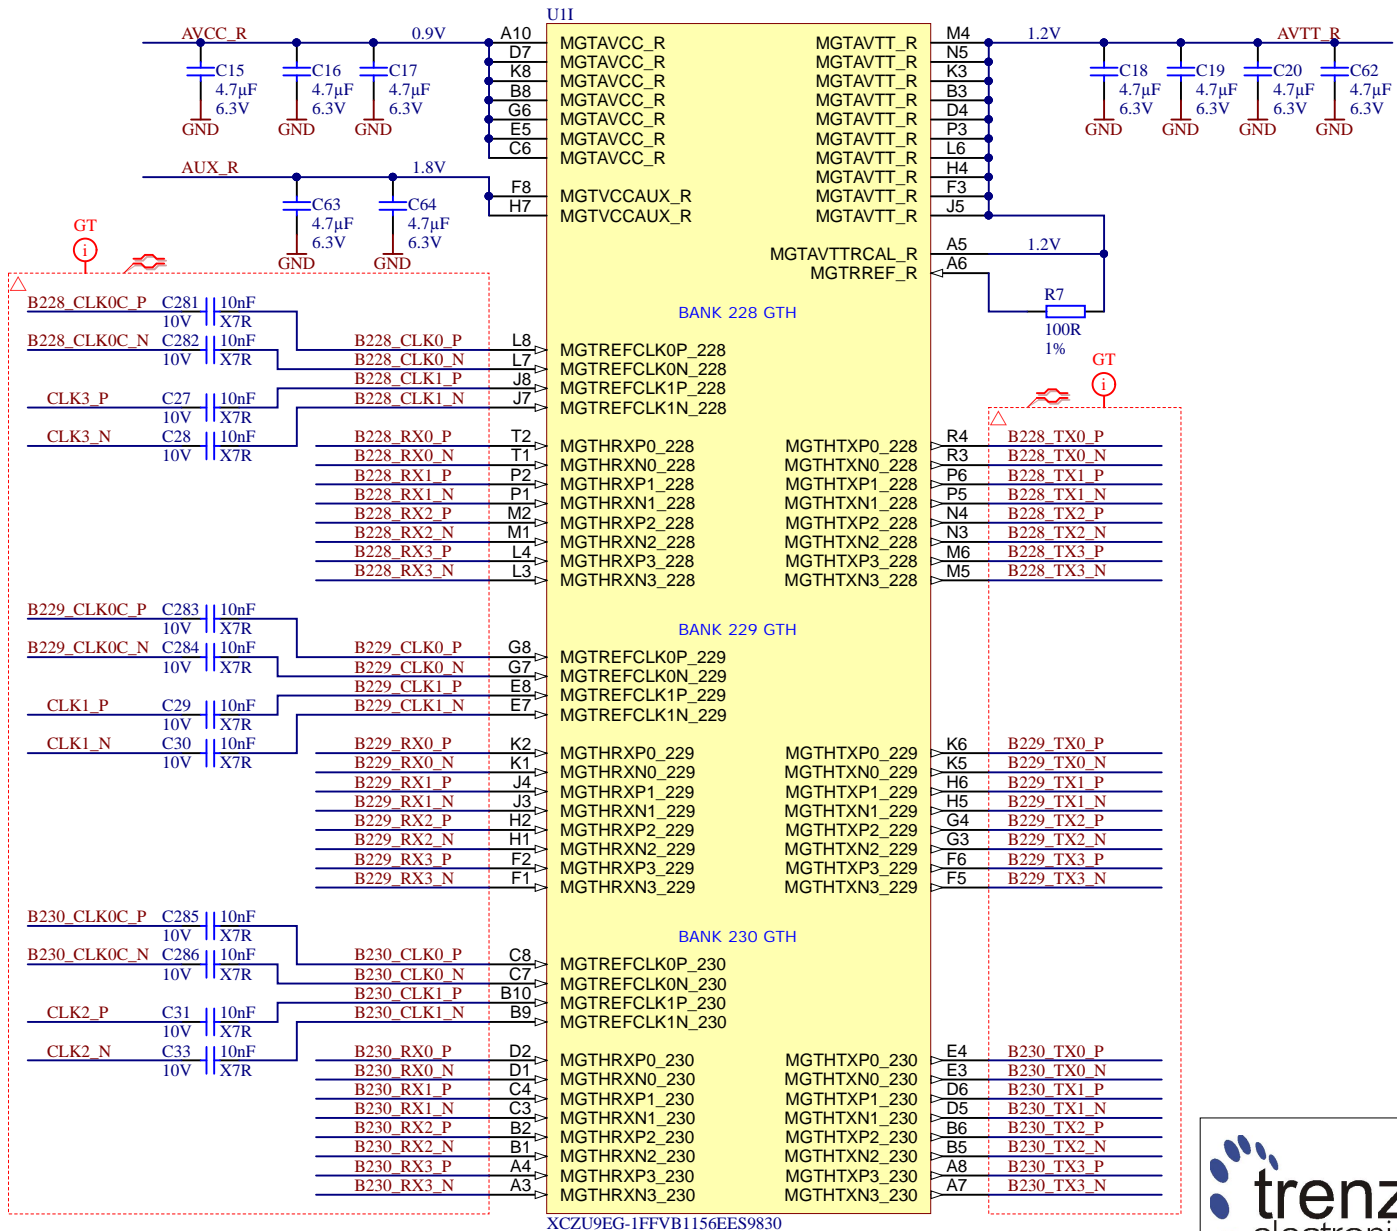 U1I
AVCC_R 0.9V
C15 4.7µF 6.3V GND
C16 4.7µF 6.3V GND
C17 4.7µF 6.3V GND
A10 MGTAVCC_R
D7 MGTAVCC_R
K8 MGTAVCC_R
B8 MGTAVCC_R
G6 MGTAVCC_R
E5 MGTAVCC_R
C6 MGTAVCC_R
AUX_R 1.8V
C63 4.7µF 6.3V GND
C64 4.7µF 6.3V GND
F8 MGTVCCAUX_R
H7 MGTVCCAUX_R
MGTAVTT_R M4
MGTAVTT_R N5
MGTAVTT_R K3
MGTAVTT_R B3
MGTAVTT_R D4
MGTAVTT_R P3
MGTAVTT_R L6
MGTAVTT_R H4
MGTAVTT_R F3
MGTAVTT_R J5
1.2V AVTT_R
C18 4.7µF 6.3V GND
C19 4.7µF 6.3V GND
C20 4.7µF 6.3V GND
C62 4.7µF 6.3V GND
MGTAVTTRCAL_R A5 1.2V
MGTRREF_R A6
R7
100R
1%
GT
i
GT
i
BANK 228 GTH
B228_CLK0C_P C281 10nF 10V X7R
B228_CLK0C_N C282 10nF 10V X7R
CLK3_P C27 10nF 10V X7R
CLK3_N C28 10nF 10V X7R
B228_CLK0_P L8 MGTREFCLK0P_228
B228_CLK0_N L7 MGTREFCLK0N_228
B228_CLK1_P J8 MGTREFCLK1P_228
B228_CLK1_N J7 MGTREFCLK1N_228
B228_RX0_P T2 MGTHRXP0_228 MGTHTXP0_228 R4 B228_TX0_P
B228_RX0_N T1 MGTHRXN0_228 MGTHTXN0_228 R3 B228_TX0_N
B228_RX1_P P2 MGTHRXP1_228 MGTHTXP1_228 P6 B228_TX1_P
B228_RX1_N P1 MGTHRXN1_228 MGTHTXN1_228 P5 B228_TX1_N
B228_RX2_P M2 MGTHRXP2_228 MGTHTXP2_228 N4 B228_TX2_P
B228_RX2_N M1 MGTHRXN2_228 MGTHTXN2_228 N3 B228_TX2_N
B228_RX3_P L4 MGTHRXP3_228 MGTHTXP3_228 M6 B228_TX3_P
B228_RX3_N L3 MGTHRXN3_228 MGTHTXN3_228 M5 B228_TX3_N
BANK 229 GTH
B229_CLK0C_P C283 10nF 10V X7R
B229_CLK0C_N C284 10nF 10V X7R
CLK1_P C29 10nF 10V X7R
CLK1_N C30 10nF 10V X7R
B229_CLK0_P G8 MGTREFCLK0P_229
B229_CLK0_N G7 MGTREFCLK0N_229
B229_CLK1_P E8 MGTREFCLK1P_229
B229_CLK1_N E7 MGTREFCLK1N_229
B229_RX0_P K2 MGTHRXP0_229 MGTHTXP0_229 K6 B229_TX0_P
B229_RX0_N K1 MGTHRXN0_229 MGTHTXN0_229 K5 B229_TX0_N
B229_RX1_P J4 MGTHRXP1_229 MGTHTXP1_229 H6 B229_TX1_P
B229_RX1_N J3 MGTHRXN1_229 MGTHTXN1_229 H5 B229_TX1_N
B229_RX2_P H2 MGTHRXP2_229 MGTHTXP2_229 G4 B229_TX2_P
B229_RX2_N H1 MGTHRXN2_229 MGTHTXN2_229 G3 B229_TX2_N
B229_RX3_P F2 MGTHRXP3_229 MGTHTXP3_229 F6 B229_TX3_P
B229_RX3_N F1 MGTHRXN3_229 MGTHTXN3_229 F5 B229_TX3_N
BANK 230 GTH
B230_CLK0C_P C285 10nF 10V X7R
B230_CLK0C_N C286 10nF 10V X7R
CLK2_P C31 10nF 10V X7R
CLK2_N C33 10nF 10V X7R
B230_CLK0_P C8 MGTREFCLK0P_230
B230_CLK0_N C7 MGTREFCLK0N_230
B230_CLK1_P B10 MGTREFCLK1P_230
B230_CLK1_N B9 MGTREFCLK1N_230
B230_RX0_P D2 MGTHRXP0_230 MGTHTXP0_230 E4 B230_TX0_P
B230_RX0_N D1 MGTHRXN0_230 MGTHTXN0_230 E3 B230_TX0_N
B230_RX1_P C4 MGTHRXP1_230 MGTHTXP1_230 D6 B230_TX1_P
B230_RX1_N C3 MGTHRXN1_230 MGTHTXN1_230 D5 B230_TX1_N
B230_RX2_P B2 MGTHRXP2_230 MGTHTXP2_230 B6 B230_TX2_P
B230_RX2_N B1 MGTHRXN2_230 MGTHTXN2_230 B5 B230_TX2_N
B230_RX3_P A4 MGTHRXP3_230 MGTHTXP3_230 A8 B230_TX3_P
B230_RX3_N A3 MGTHRXN3_230 MGTHTXN3_230 A7 B230_TX3_N
XCZU9EG-1FFVB1156EES9830
trenz